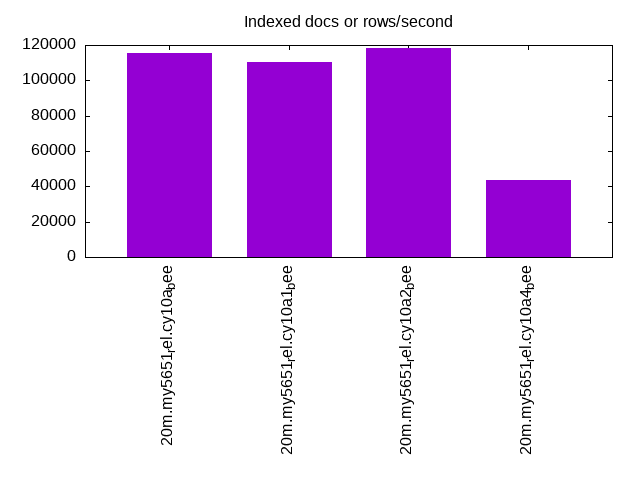 Indexed docs or rows/second
120000
100000
80000
60000
40000
20000
0
20m.my5651rel.cy10abee
20m.my5651rel.cy10a1bee
20m.my5651rel.cy10a2bee
20m.my5651rel.cy10a4bee